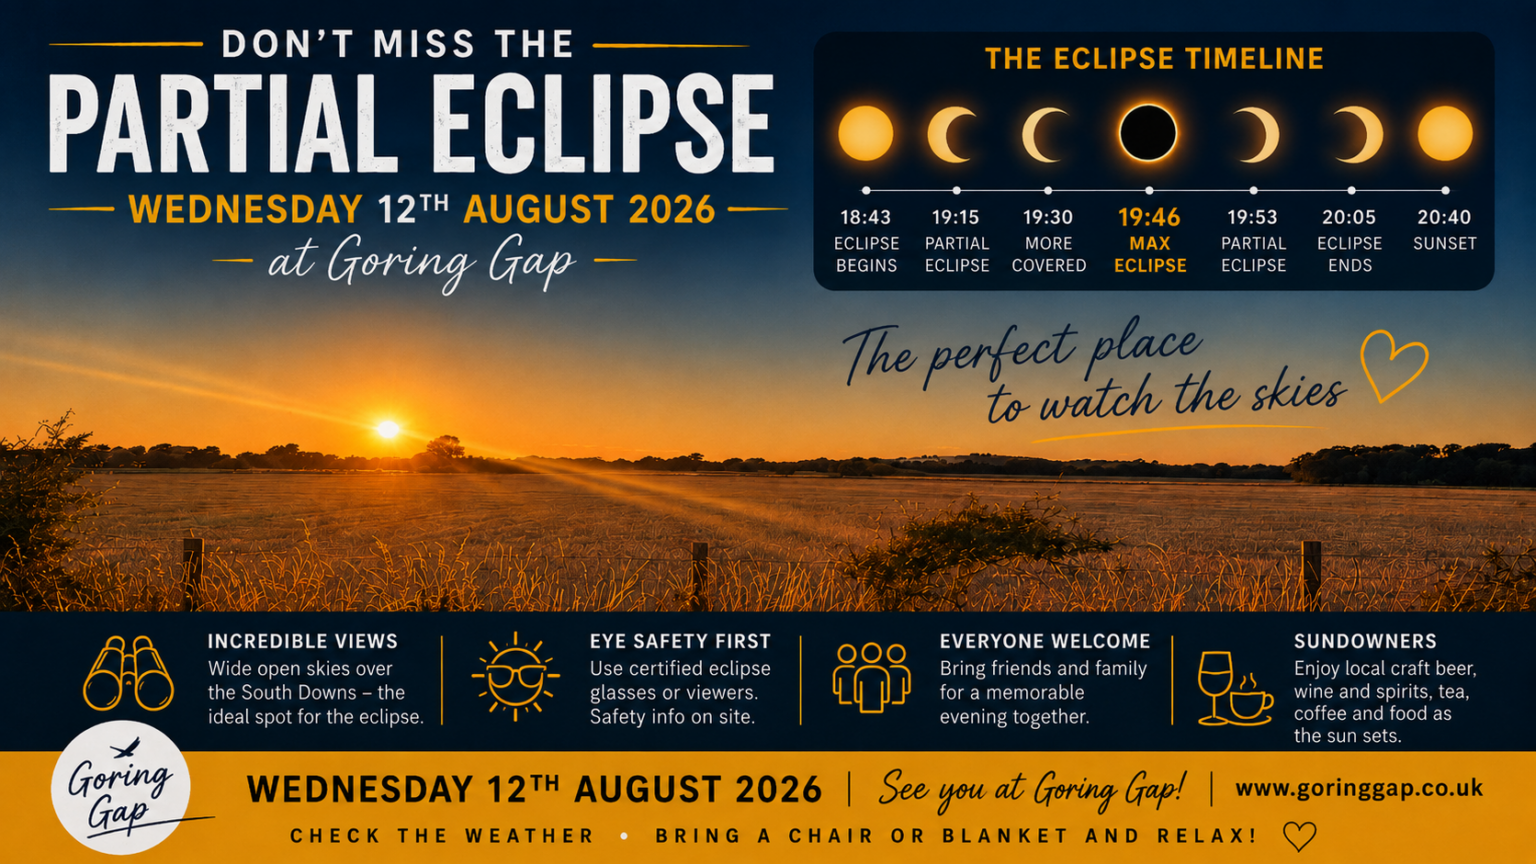 DON'T MISS THE
PARTIAL ECLIPSE
WEDNESDAY 12TH AUGUST 2026
at Goring Gap
THE ECLIPSE TIMELINE
18:43
ECLIPSE
BEGINS
19:15
PARTIAL
ECLIPSE
19:30
MORE
COVERED
19:46
MAX
ECLIPSE
19:53
PARTIAL
ECLIPSE
20:05
ECLIPSE
ENDS
20:40
SUNSET
The perfect place
to watch the skies
INCREDIBLE VIEWS
Wide open skies over
the South Downs – the
ideal spot for the eclipse.
EYE SAFETY FIRST
Use certified eclipse
glasses or viewers.
Safety info on site.
EVERYONE WELCOME
Bring friends and family
for a memorable
evening together.
SUNDOWNERS
Enjoy local craft beer,
wine and spirits, tea,
coffee and food as
the sun sets.
Goring
Gap
WEDNESDAY 12TH AUGUST 2026 | See you at Goring Gap! | www.goringgap.co.uk
CHECK THE WEATHER • BRING A CHAIR OR BLANKET AND RELAX!